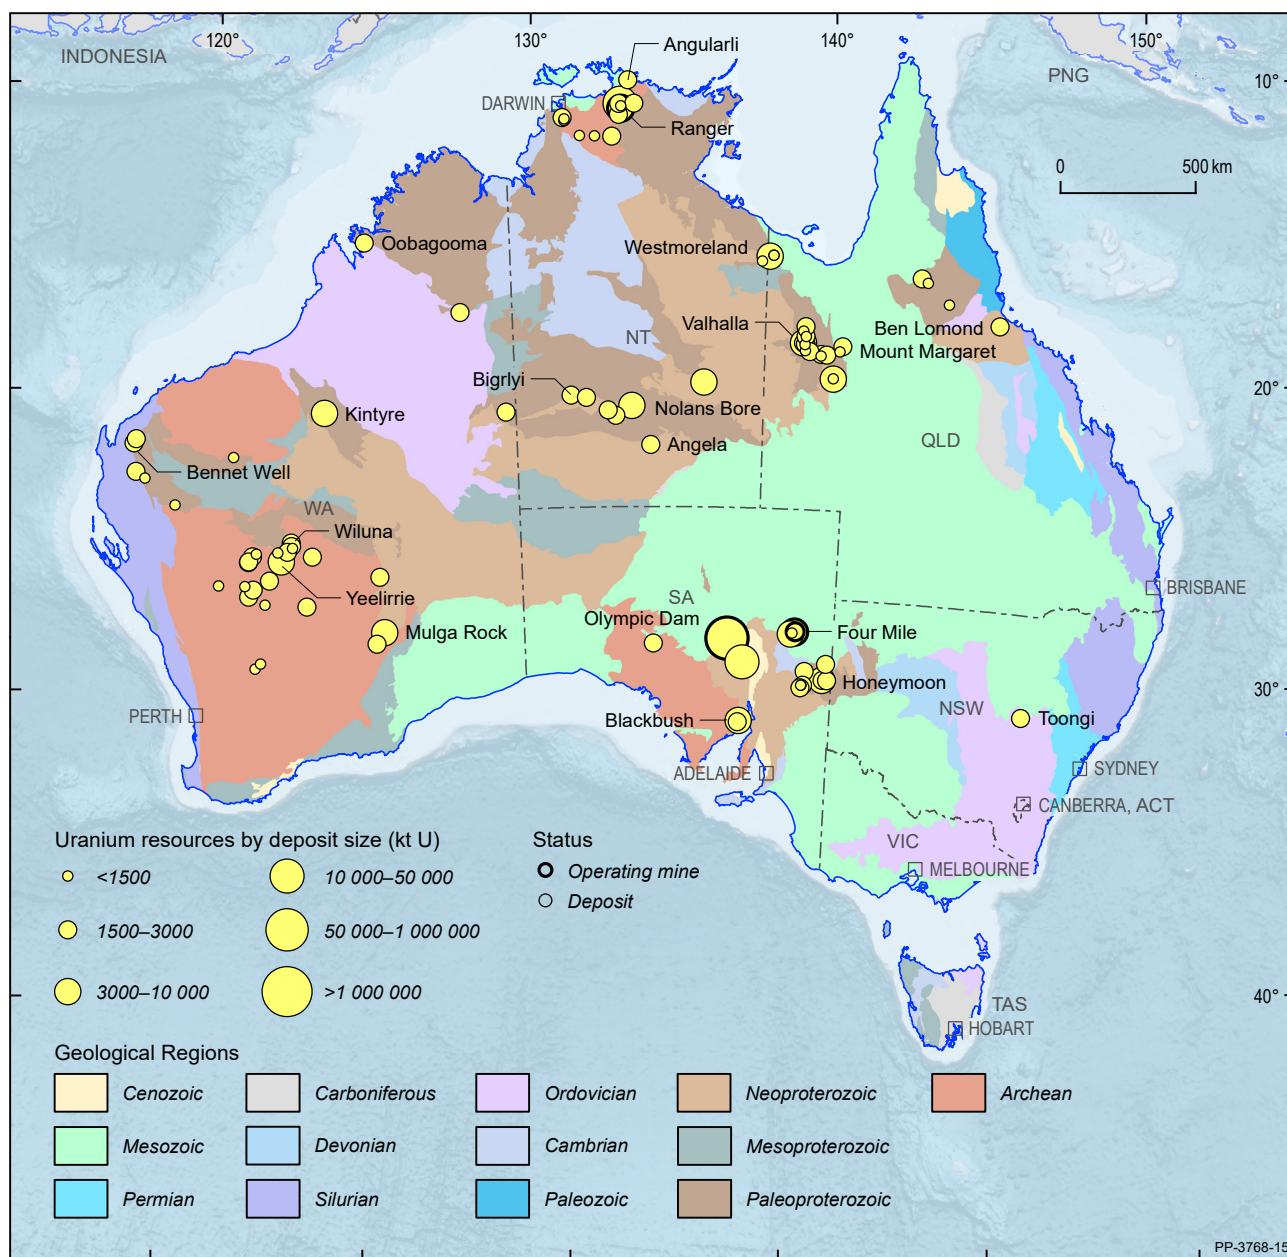 120°
130°
140°
150°
INDONESIA
PNG
Angularli
10°
DARWIN
Ranger
0
500 km
Oobagooma
Westmoreland
Valhalla
NT
Ben Lomond
Mount Margaret
Bigrlyi
20°
Kintyre
Nolans Bore
QLD
Angela
Bennet Well
WA
Wiluna
Yeelirrie
SA
BRISBANE
Olympic Dam
Mulga Rock
Four Mile
Honeymoon
30°
NSW
PERTH
Blackbush
Toongi
ADELAIDE
SYDNEY
CANBERRA, ACT
VIC
MELBOURNE
40°
TAS
HOBART
Uranium resources by deposit size (kt U)
<1500
10 000–50 000
1500–3000
50 000–1 000 000
3000–10 000
>1 000 000
Status
Operating mine
Deposit
Geological Regions
Cenozoic
Carboniferous
Ordovician
Neoproterozoic
Archean
Mesozoic
Devonian
Cambrian
Mesoproterozoic
Permian
Silurian
Paleozoic
Paleoproterozoic
PP-3768-15